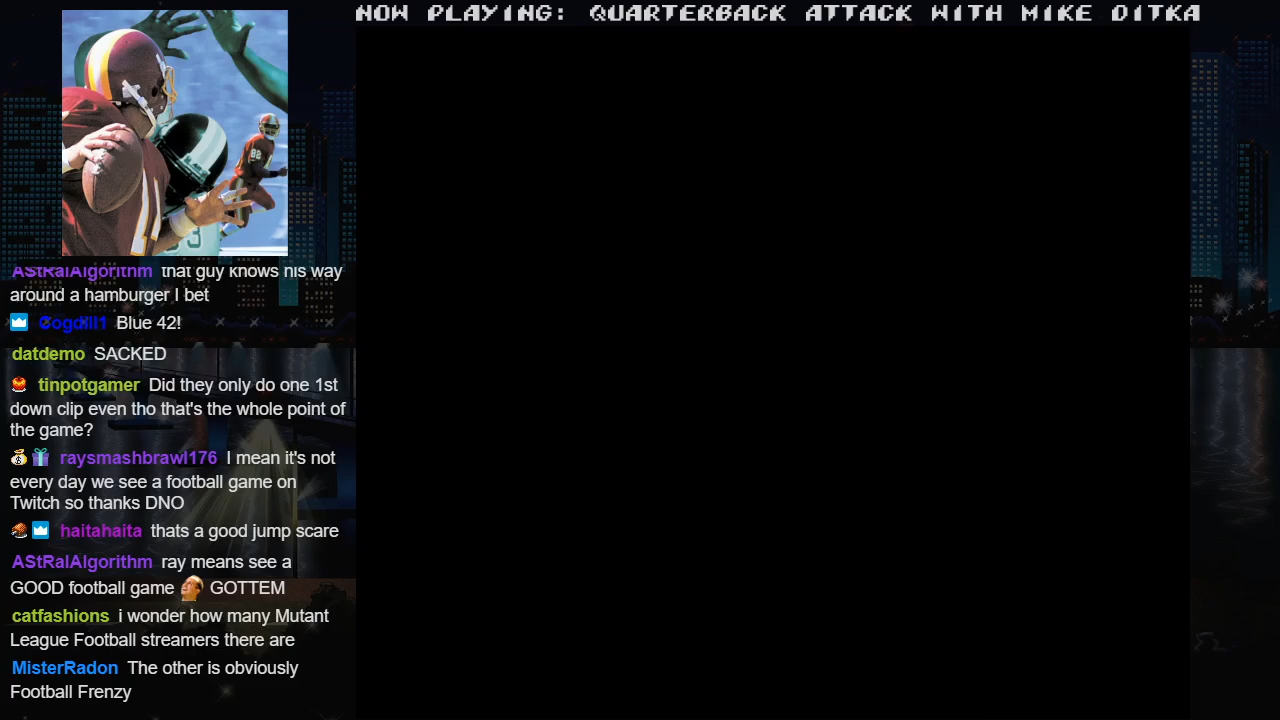 NOW PLAYING: QUARTERBACK ATTACK WITH MIKE DITKA
82
3
AStRalAlgorithm that guy knows his way
around a hamburger I bet
Cogdill1 Blue 42!
datdemo SACKED
tinpotgamer Did they only do one 1st
down clip even tho that's the whole point of
the game?
raysmashbrawl176 I mean it's not
every day we see a football game on
Twitch so thanks DNO
haitahaita thats a good jump scare
AStRalAlgorithm ray means see a
GOOD football game GOTTEM
catfashions i wonder how many Mutant
League Football streamers there are
MisterRadon The other is obviously
Football Frenzy